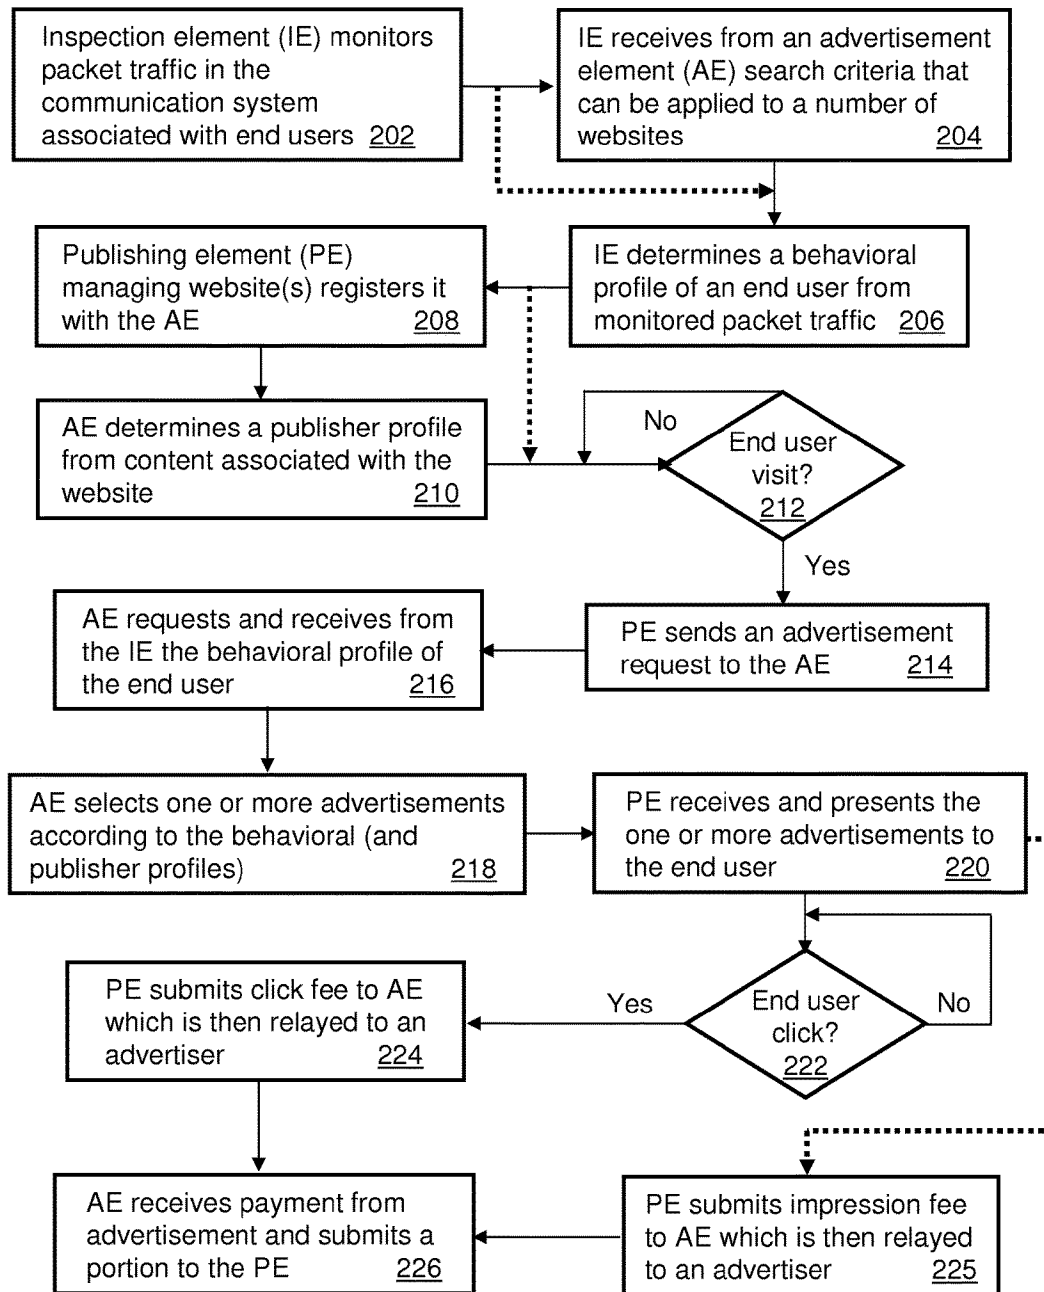 Inspection element (IE) monitors
packet traffic in the
communication system
associated with end users 202
IE receives from an advertisement
element (AE) search criteria that
can be applied to a number of
websites 204
Publishing element (PE)
managing website(s) registers it
with the AE 208
IE determines a behavioral
profile of an end user from
monitored packet traffic 206
AE determines a publisher profile
from content associated with the
website 210
No
End user
visit?
212
Yes
AE requests and receives from
the IE the behavioral profile of
the end user 216
PE sends an advertisement
request to the AE 214
AE selects one or more advertisements
according to the behavioral (and
publisher profiles) 218
PE receives and presents the
one or more advertisements to
the end user 220
PE submits click fee to AE
which is then relayed to an
advertiser 224
Yes
End user
click?
222
No
AE receives payment from
advertisement and submits a
portion to the PE 226
PE submits impression fee
to AE which is then relayed
to an advertiser 225